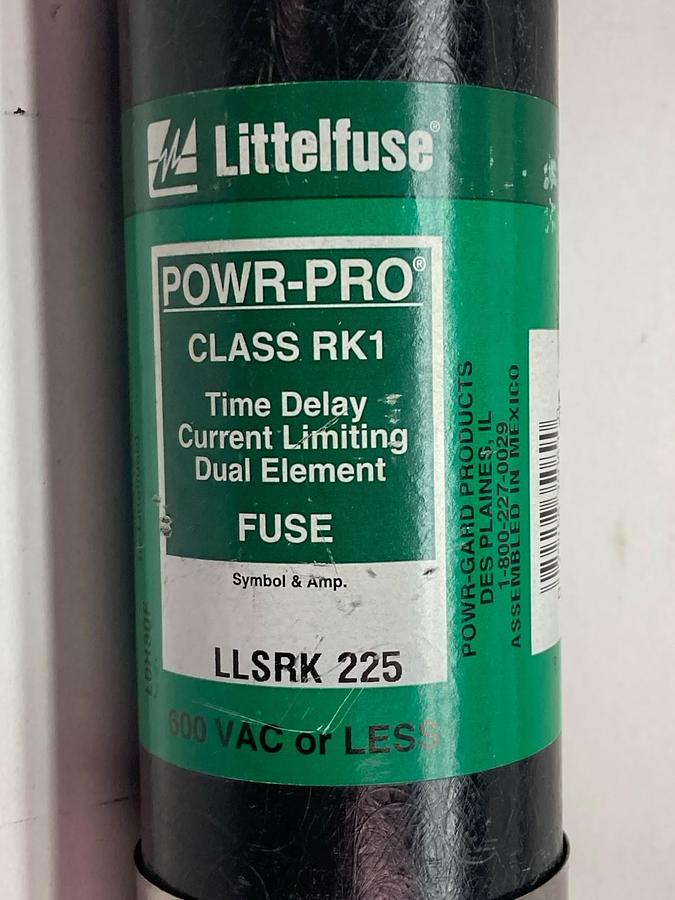 Littelfuse®
POWR-PRO®
CLASS RK1
Time Delay
Current Limiting
Dual Element
FUSE
Symbol & Amp.
LLSRK 225
600 VAC or LESS
POWR-GARD PRODUCTS
DES PLAINES, IL
1-800-227-0029
ASSEMBLED IN MEXICO